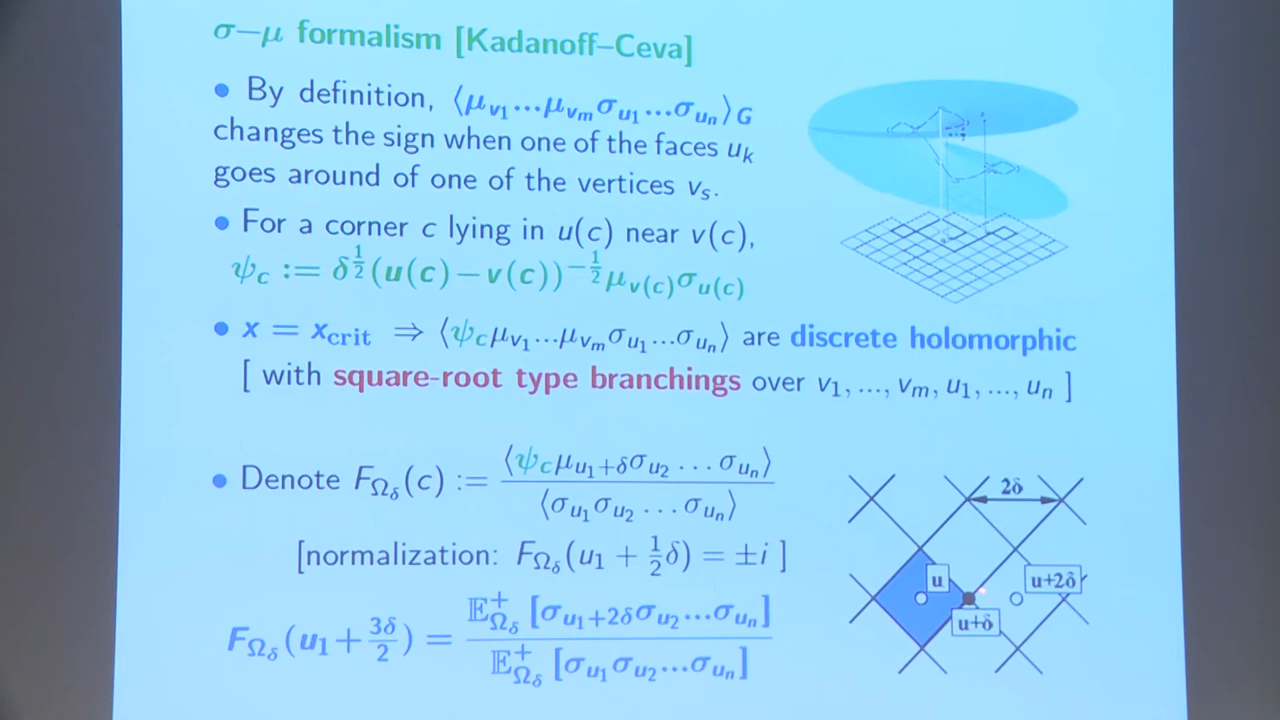 σ−μ formalism [Kadanoff–Ceva]
• By definition, ⟨μ_{v_1}...μ_{v_m}σ_{u_1}...σ_{u_n}⟩_G
changes the sign when one of the faces u_k
goes around of one of the vertices v_s.
• For a corner c lying in u(c) near v(c),
ψ_c := δ^{1/2}(u(c)−v(c))^{−1/2}μ_{v(c)}σ_{u(c)}
• x = x_crit ⇒ ⟨ψ_cμ_{v_1}...μ_{v_m}σ_{u_1}...σ_{u_n}⟩ are discrete holomorphic
[ with square-root type branchings over v_1, ..., v_m, u_1, ..., u_n ]
• Denote F_{Ω_δ}(c) := ⟨ψ_cμ_{u_1+δ}σ_{u_2}...σ_{u_n}⟩ / ⟨σ_{u_1}σ_{u_2}...σ_{u_n}⟩
[normalization: F_{Ω_δ}(u_1 + 1/2 δ) = ±i ]
F_{Ω_δ}(u_1+ 3δ/2) = 𝔼^+_{Ω_δ} [σ_{u_1+2δ}σ_{u_2}...σ_{u_n}] / 𝔼^+_{Ω_δ} [σ_{u_1}σ_{u_2}...σ_{u_n}]
2δ
u
u+2δ
u+δ